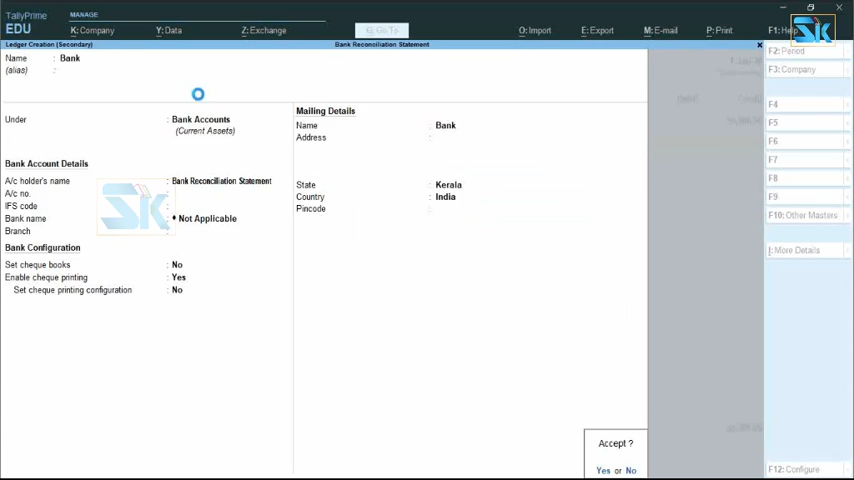 TallyPrime
EDU
MANAGE
K: Company
Y: Data
Z: Exchange
G: Go To
O: Import
E: Export
M: E-mail
P: Print
F1: Help
SK
Ledger Creation (Secondary)
Bank Reconciliation Statement
Name : Bank
(alias) :
F2: Period
F3: Company
F4
F5
F6
F7
F8
F9
F10: Other Masters
I: More Details
F12: Configure
Under : Bank Accounts
(Current Assets)
Bank Account Details
A/c holder's name : Bank Reconciliation Statement
A/c no. :
IFS code :
Bank name : ♦ Not Applicable
Branch :
SK
Bank Configuration
Set cheque books : No
Enable cheque printing : Yes
Set cheque printing configuration : No
Mailing Details
Name : Bank
Address :
State : Kerala
Country : India
Pincode :
Accept ?
Yes or No